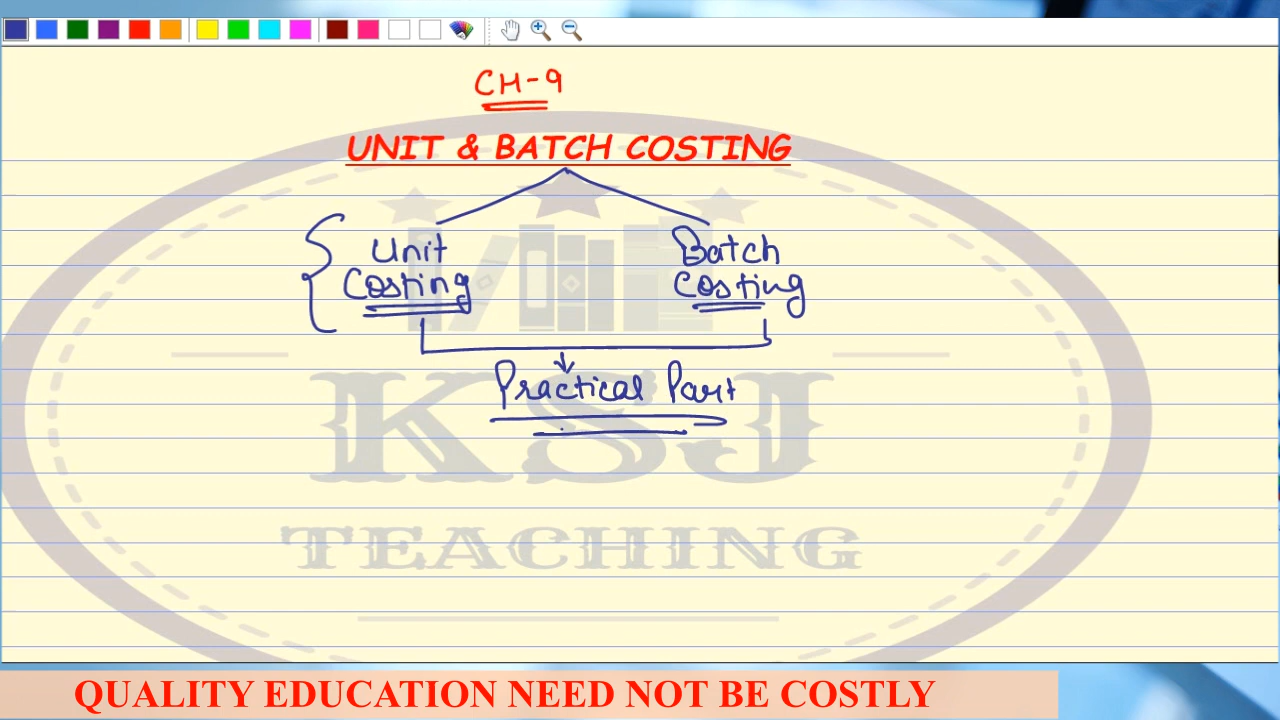 CH-9
UNIT & BATCH COSTING
Unit
Costing
Batch
Costing
Practical Part
KSJ
TEACHING
QUALITY EDUCATION NEED NOT BE COSTLY